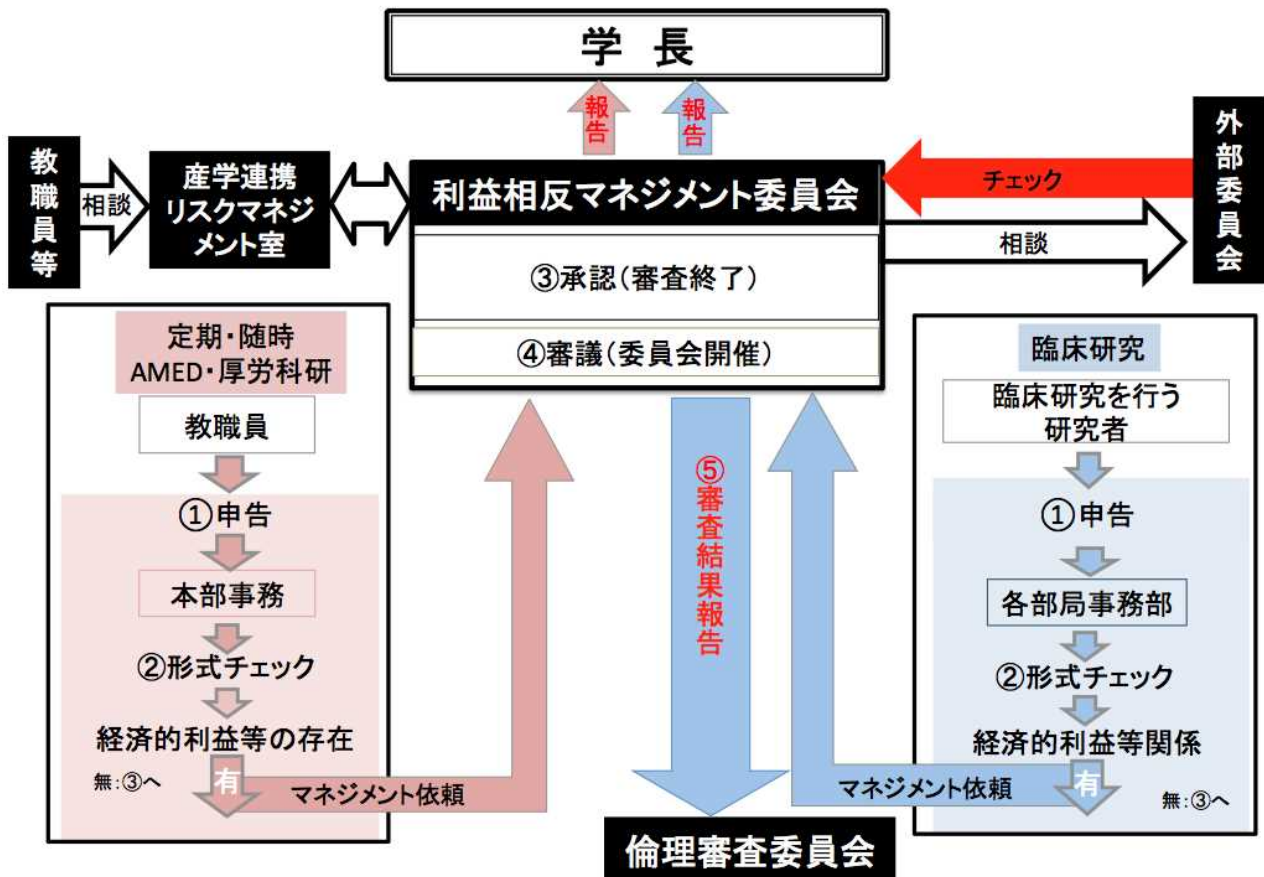 学 長
報告
報告
教職員等
相談
産学連携
リスクマネジ
メント室
利益相反マネジメント委員会
チェック
相談
外部委員会
③承認(審査終了)
④審議(委員会開催)
定期・随時
AMED・厚労科研
教職員
①申告
本部事務
②形式チェック
経済的利益等の存在
無:③へ
有
マネジメント依頼
⑤審査結果報告
臨床研究
臨床研究を行う
研究者
①申告
各部局事務部
②形式チェック
経済的利益等関係
マネジメント依頼
有
無:③へ
倫理審査委員会